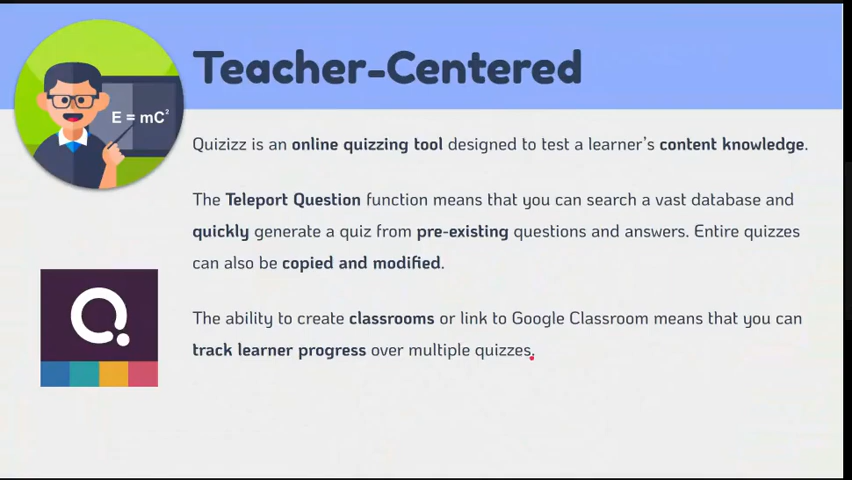 Teacher-Centered
E = mC²
Quizizz is an online quizzing tool designed to test a learner's content knowledge.
The Teleport Question function means that you can search a vast database and
quickly generate a quiz from pre-existing questions and answers. Entire quizzes
can also be copied and modified.
The ability to create classrooms or link to Google Classroom means that you can
track learner progress over multiple quizzes.
Q